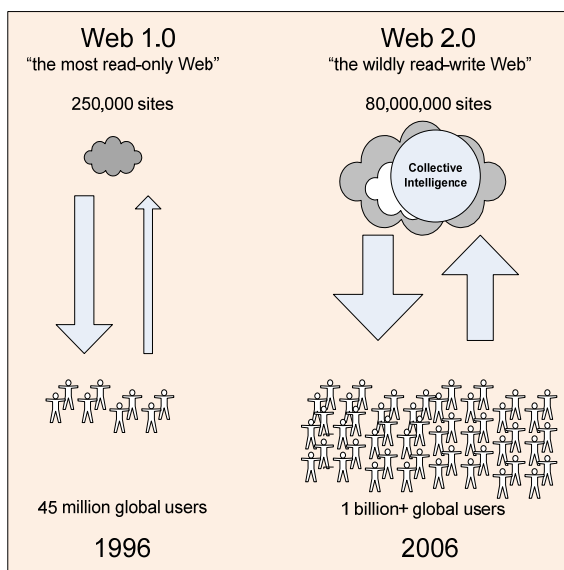 Web 1.0
“the most read-only Web”
250,000 sites
45 million global users
1996
Web 2.0
“the wildly read-write Web”
80,000,000 sites
Collective
Intelligence
1 billion+ global users
2006